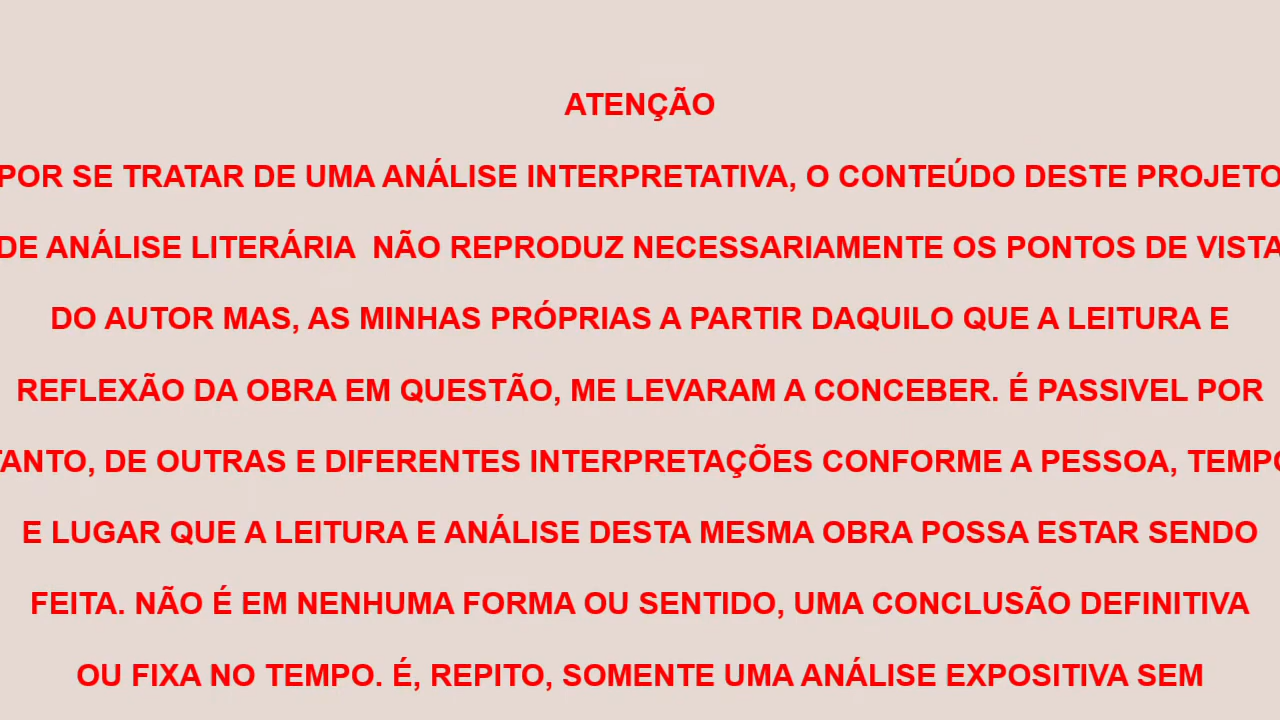 ATENÇÃO
POR SE TRATAR DE UMA ANÁLISE INTERPRETATIVA, O CONTEÚDO DESTE PROJETO
DE ANÁLISE LITERÁRIA  NÃO REPRODUZ NECESSARIAMENTE OS PONTOS DE VISTA
DO AUTOR MAS, AS MINHAS PRÓPRIAS A PARTIR DAQUILO QUE A LEITURA E
REFLEXÃO DA OBRA EM QUESTÃO, ME LEVARAM A CONCEBER. É PASSIVEL POR
TANTO, DE OUTRAS E DIFERENTES INTERPRETAÇÕES CONFORME A PESSOA, TEMPO
E LUGAR QUE A LEITURA E ANÁLISE DESTA MESMA OBRA POSSA ESTAR SENDO
FEITA. NÃO É EM NENHUMA FORMA OU SENTIDO, UMA CONCLUSÃO DEFINITIVA
OU FIXA NO TEMPO. É, REPITO, SOMENTE UMA ANÁLISE EXPOSITIVA SEM